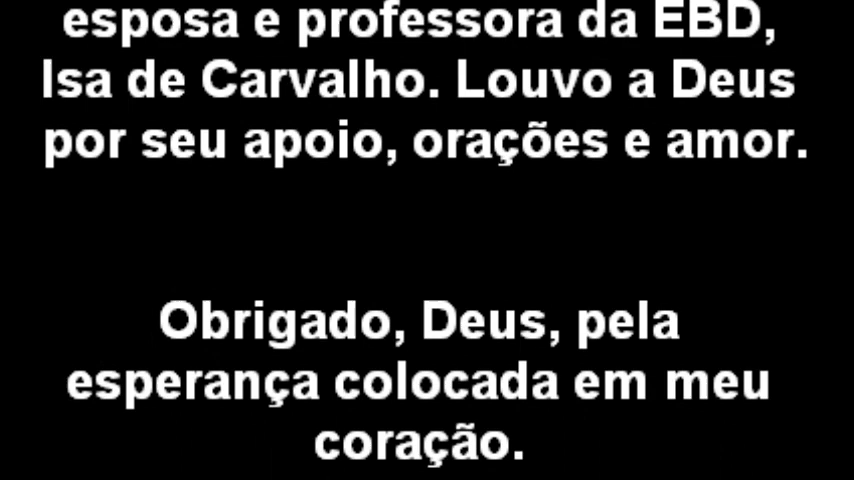 esposa e professora da EBD,
Isa de Carvalho. Louvo a Deus
por seu apoio, orações e amor.
Obrigado, Deus, pela
esperança colocada em meu
coração.